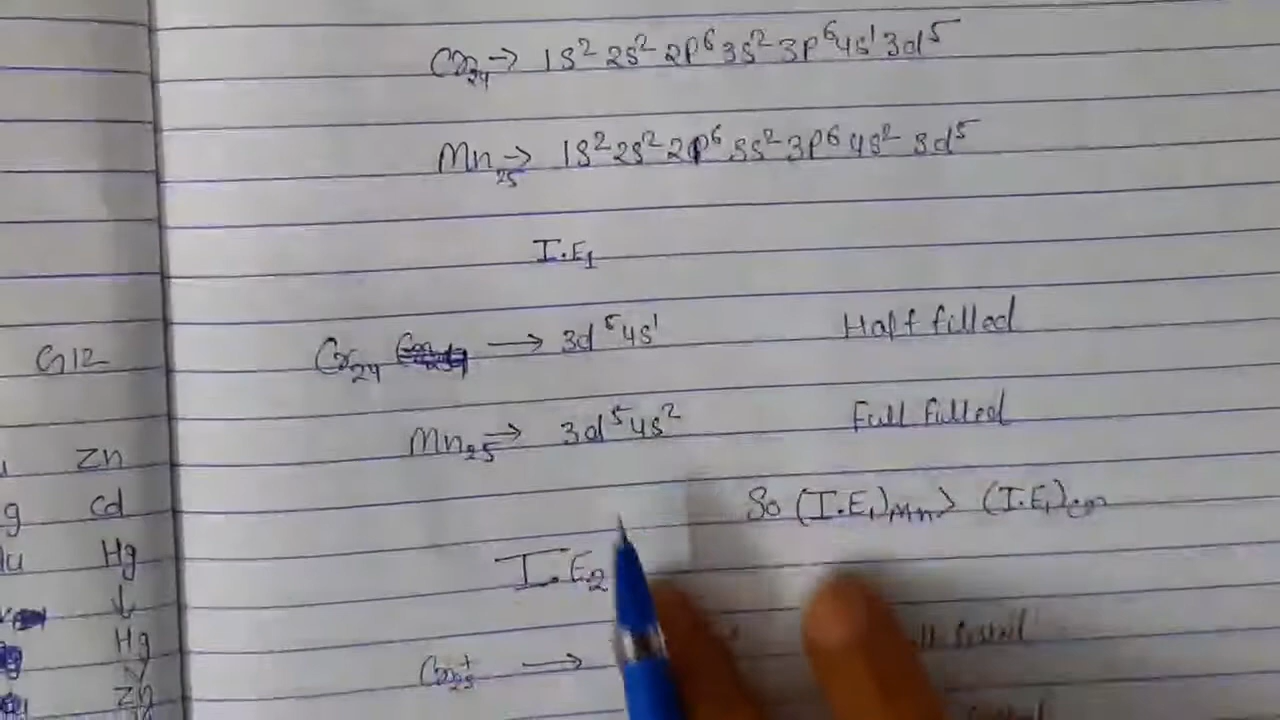 Cr24 → 1S² 2S² 2P⁶ 3S² 3P⁶ 4S¹ 3d⁵
Mn25 → 1S² 2S² 2P⁶ 3S² 3P⁶ 4S² 3d⁵
I.E₁
Cr24 → 3d⁵ 4S¹ Half filled
Mn25 → 3d⁵ 4S² Full filled
So (I.E₁)Mn > (I.E₁)Cr
I.E₂
G12
Zn
g Cd
Hg
↓
Hg
Zn